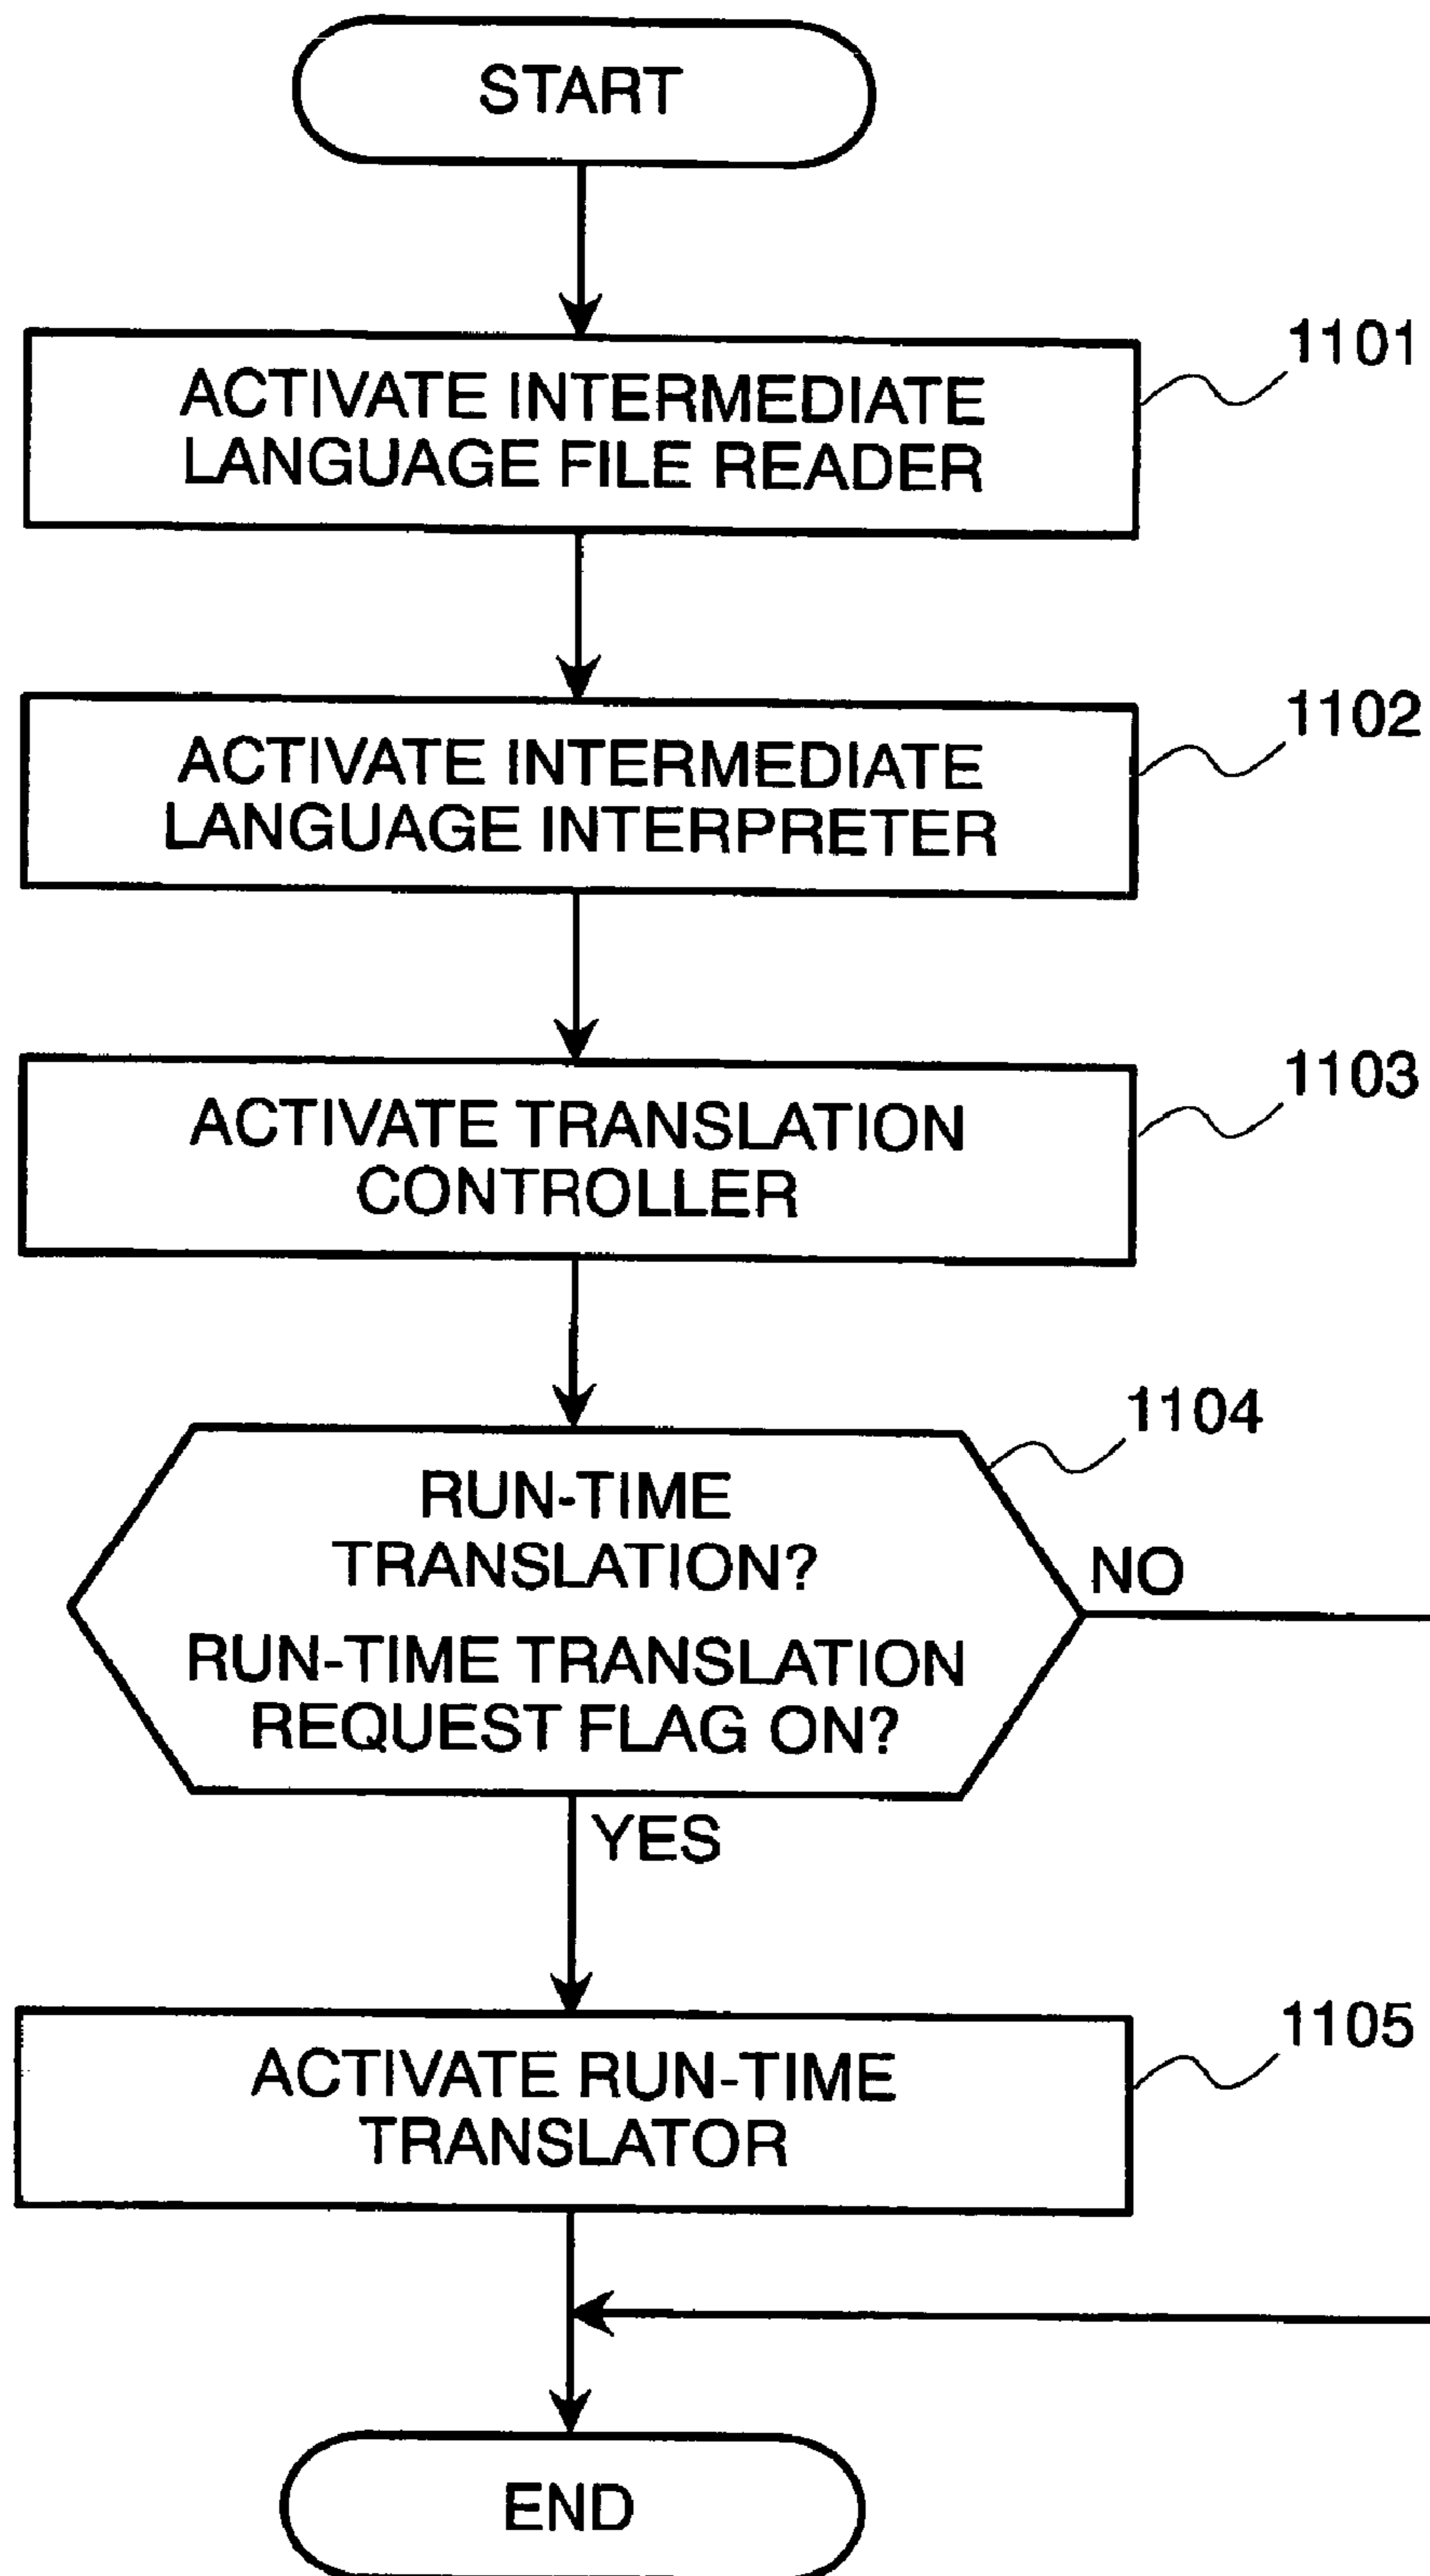 START
1101
ACTIVATE INTERMEDIATE
LANGUAGE FILE READER
1102
ACTIVATE INTERMEDIATE
LANGUAGE INTERPRETER
1103
ACTIVATE TRANSLATION
CONTROLLER
1104
RUN-TIME
TRANSLATION?
NO
RUN-TIME TRANSLATION
REQUEST FLAG ON?
YES
1105
ACTIVATE RUN-TIME
TRANSLATOR
END